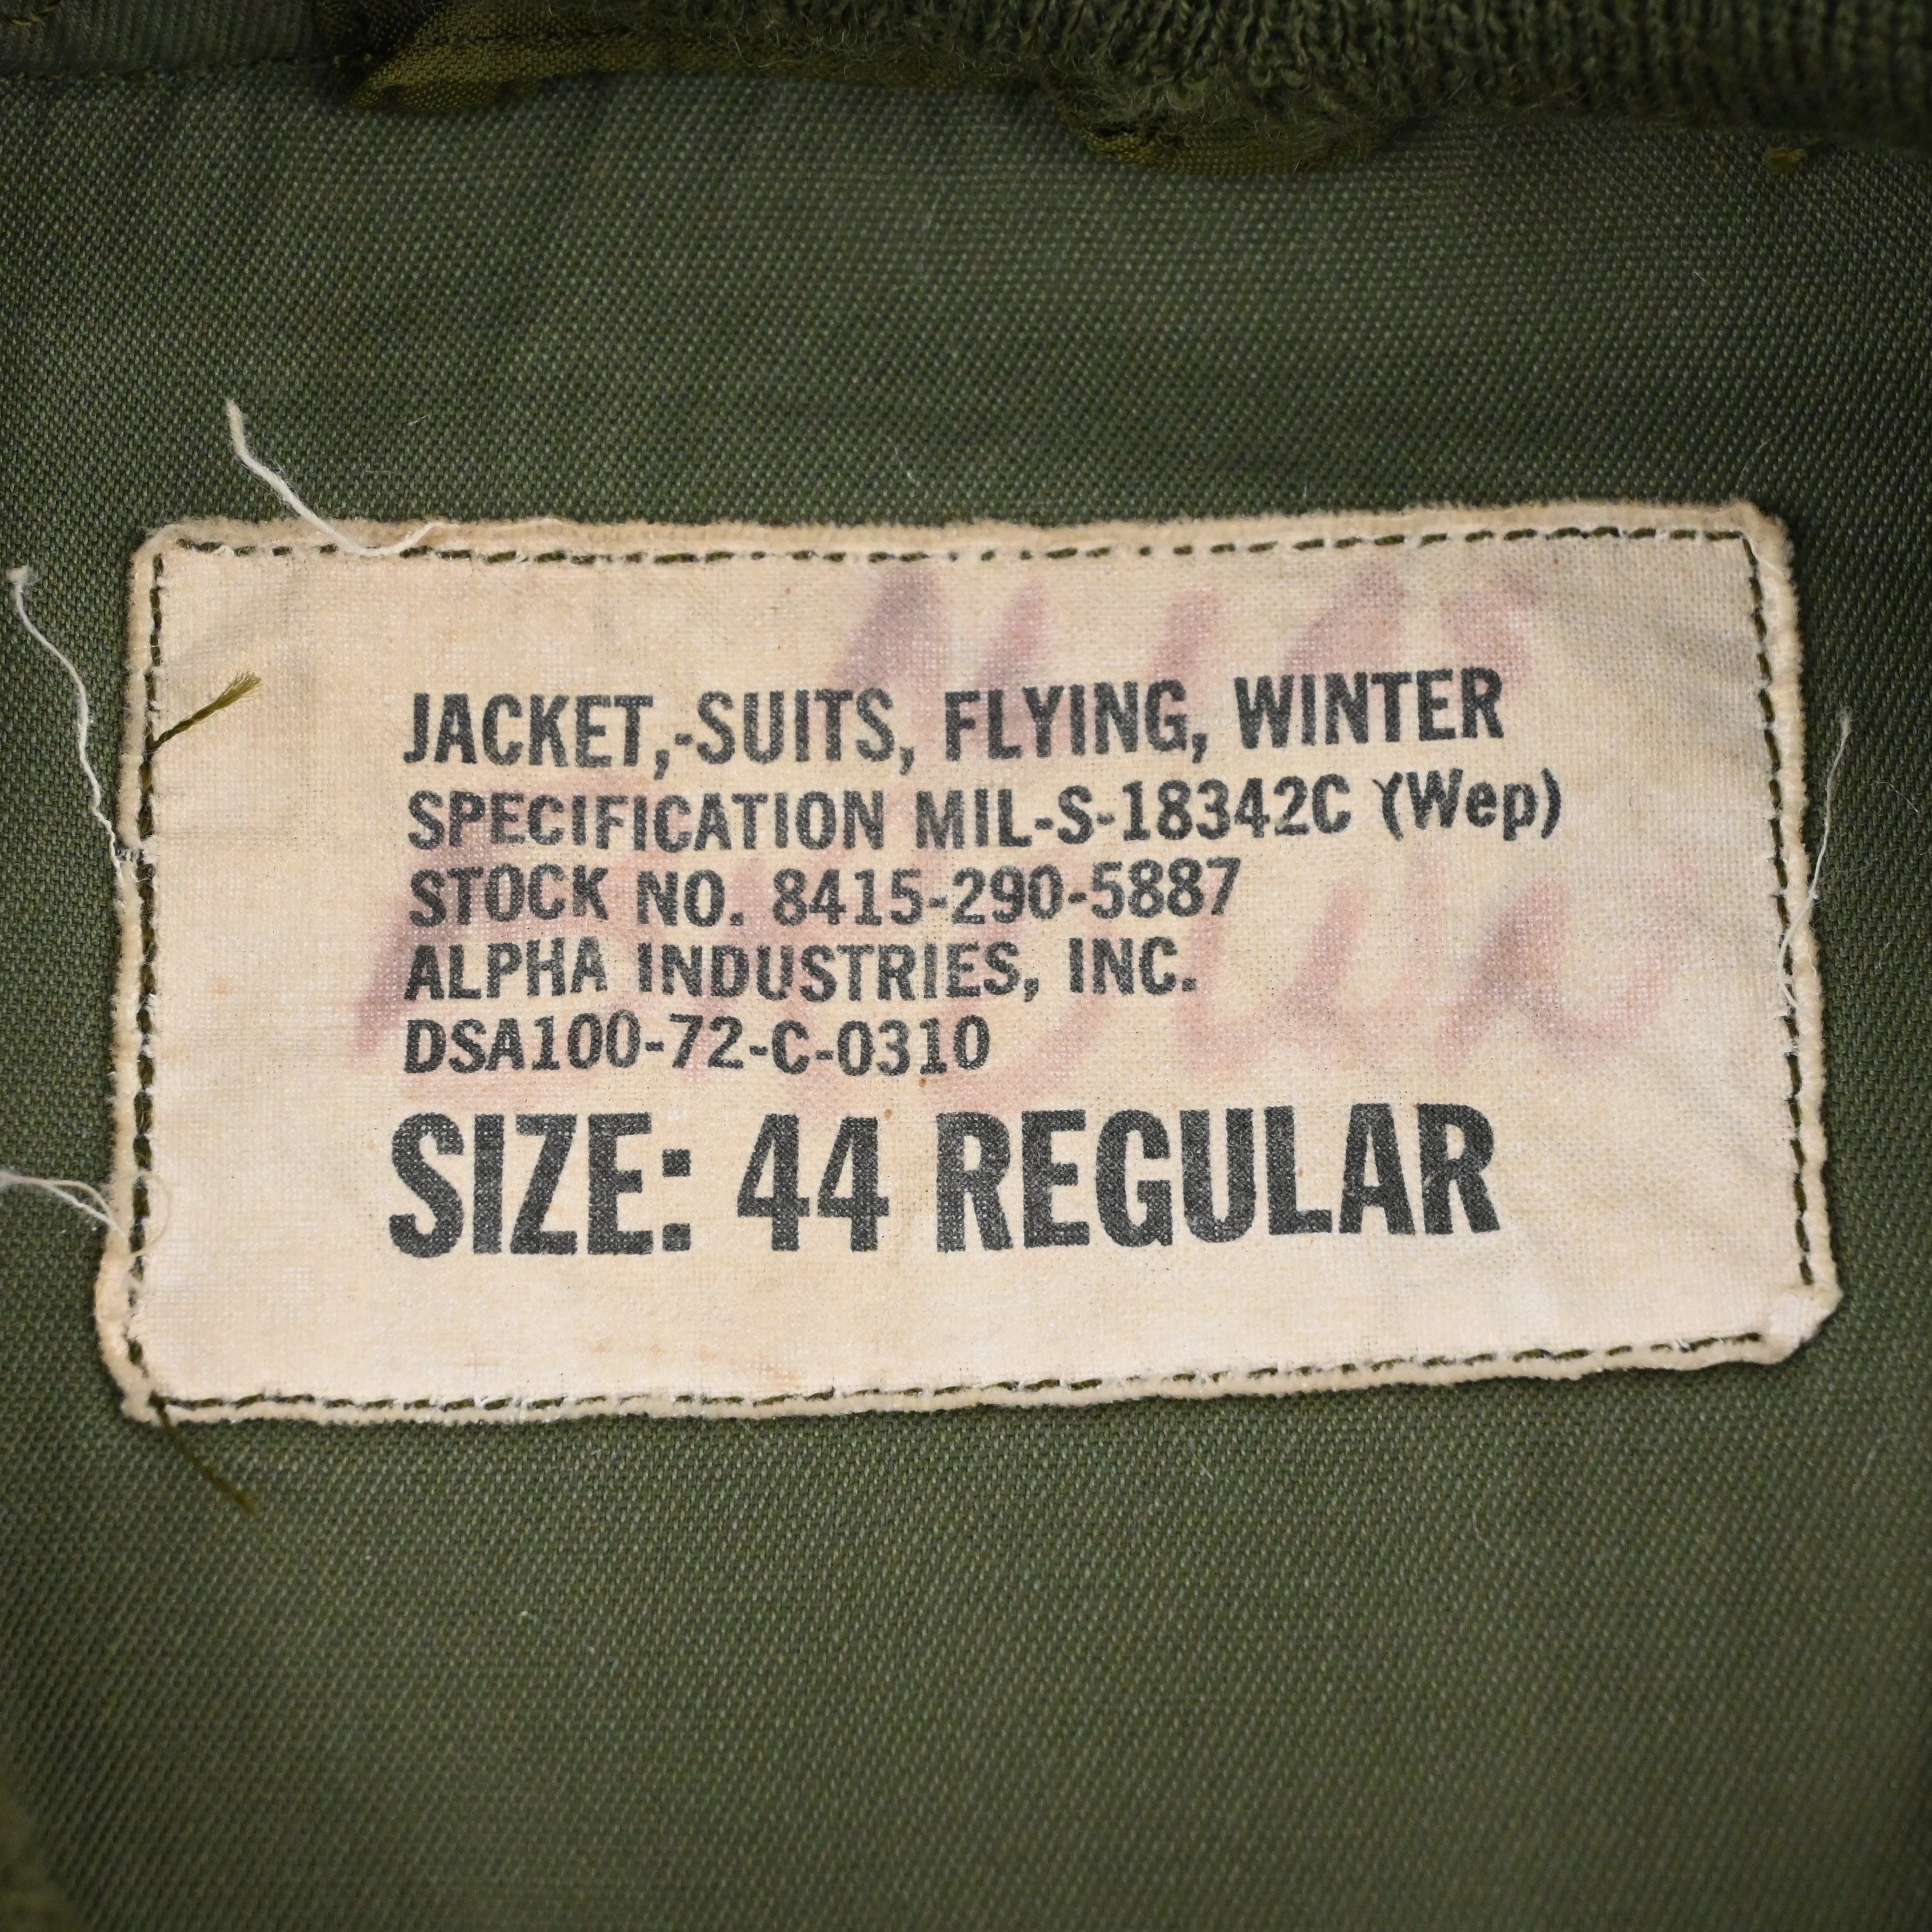 JACKET,-SUITS, FLYING, WINTER
SPECIFICATION MIL-S-18342C (Wep)
STOCK NO. 8415-290-5887
ALPHA INDUSTRIES, INC.
DSA100-72-C-0310
SIZE: 44 REGULAR